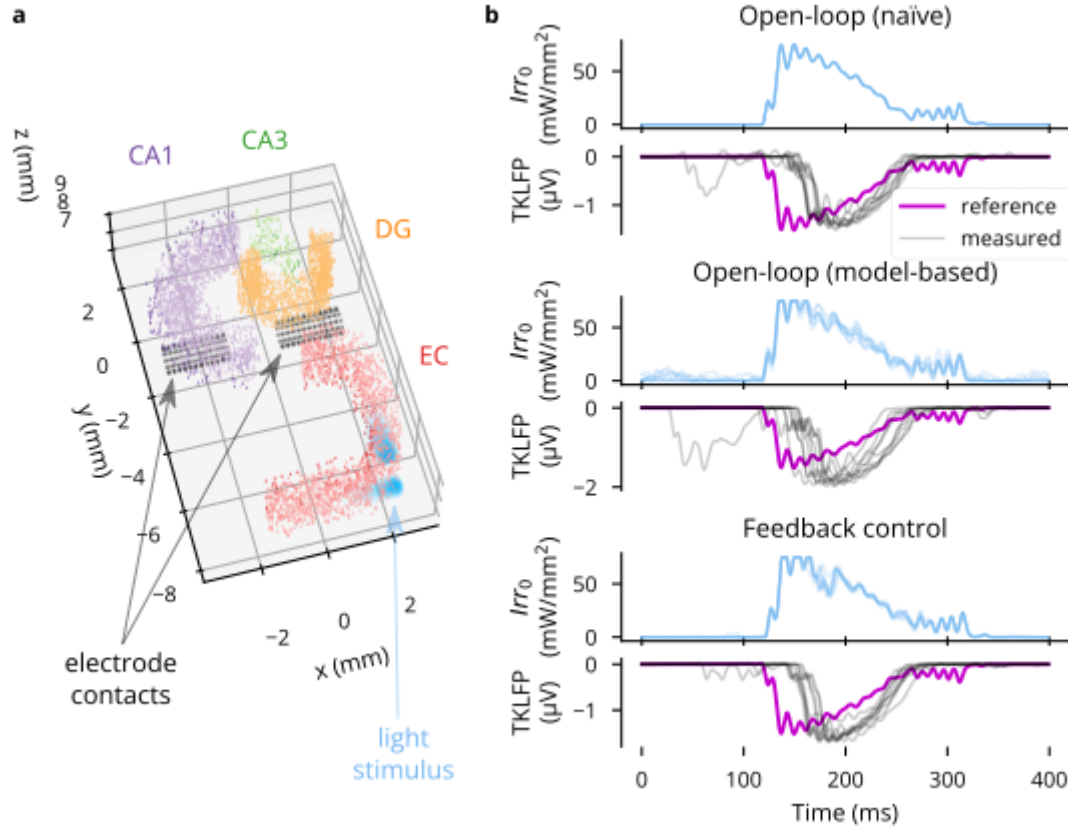 a
CA1
CA3
DG
EC
z (mm)
9
8
7
2
0
−2
−4
−6
−8
y (mm)
−2
0
2
x (mm)
electrode
contacts
light
stimulus
b
Open-loop (naïve)
Irr₀
(mW/mm²)
50
0
TKLFP
(µV)
0
−1
reference
measured
Open-loop (model-based)
Irr₀
(mW/mm²)
50
0
TKLFP
(µV)
0
−2
Feedback control
Irr₀
(mW/mm²)
50
0
TKLFP
(µV)
0
−1
0
100
200
300
400
Time (ms)